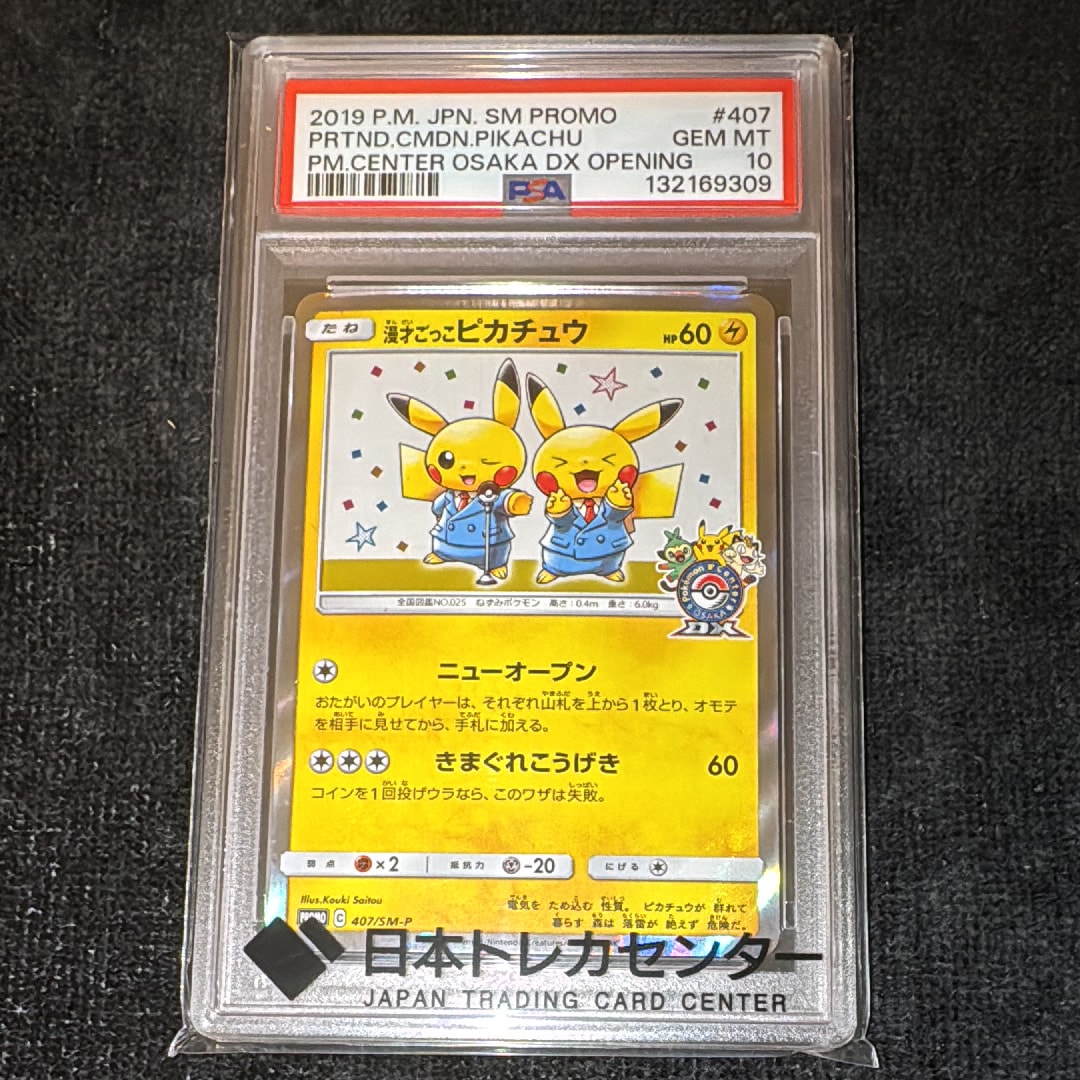 2019 P.M. JPN. SM PROMO #407
PRTND.CMDN.PIKACHU GEM MT
PM.CENTER OSAKA DX OPENING 10
PSA 132169309
たね 漫才ごっこピカチュウ HP60
Pokémon Center
OSAKA
DX
全国図鑑NO.025 ねずみポケモン 高さ:0.4m 重さ:6.0kg
ニューオープン
おたがいのプレイヤーは、それぞれ山札を上から1枚とり、オモテ
を相手に見せてから、手札に加える。
きまぐれこうげき 60
コインを1回投げウラなら、このワザは失敗。
弱点 ×2 抵抗力 -20 にげる
Illus.Kouki Saitou
電気を ため込む 性質。 ピカチュウが 群れて
PROMO C 407/SM-P 暮らす 森は 落雷が 絶えず 危険だ。
日本トレカセンター
JAPAN TRADING CARD CENTER